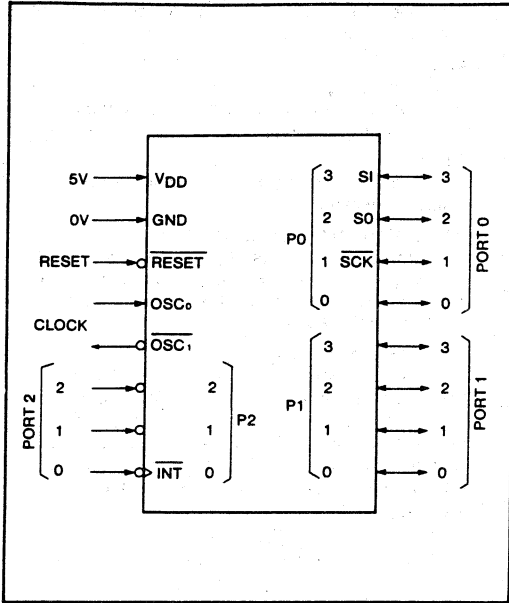 5V VDD 3 SI 3
0V GND 2 S0 2
P0 PORT 0
RESET RESET 1 SCK 1
OSC0 0 0
CLOCK
OSC1 3 3
2 2 2 2
PORT 2 P2 P1 PORT 1
1 1 1 1
0 INT 0 0 0